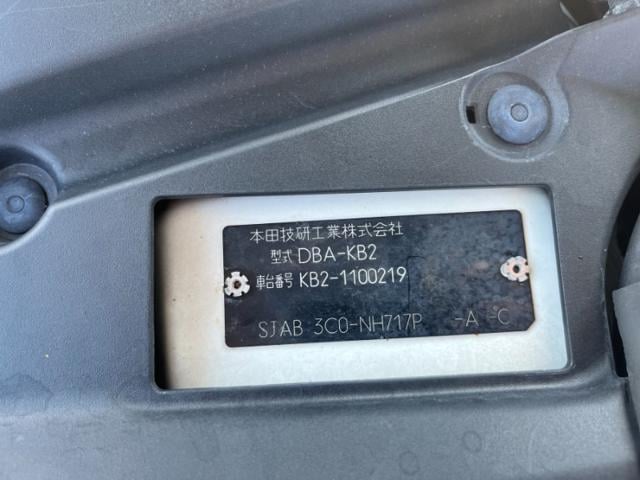 本田技研工業株式会社
型式 DBA-KB2
車台番号 KB2-1100219
SJAB 3C0-NH717P -A -C